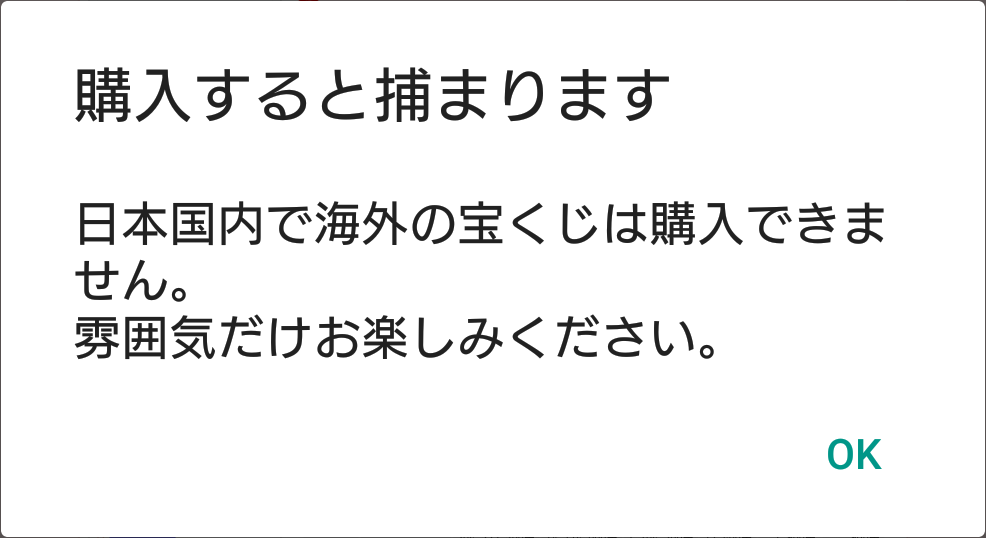 購入すると捕まります
日本国内で海外の宝くじは購入できま
せん。
雰囲気だけお楽しみください。
OK